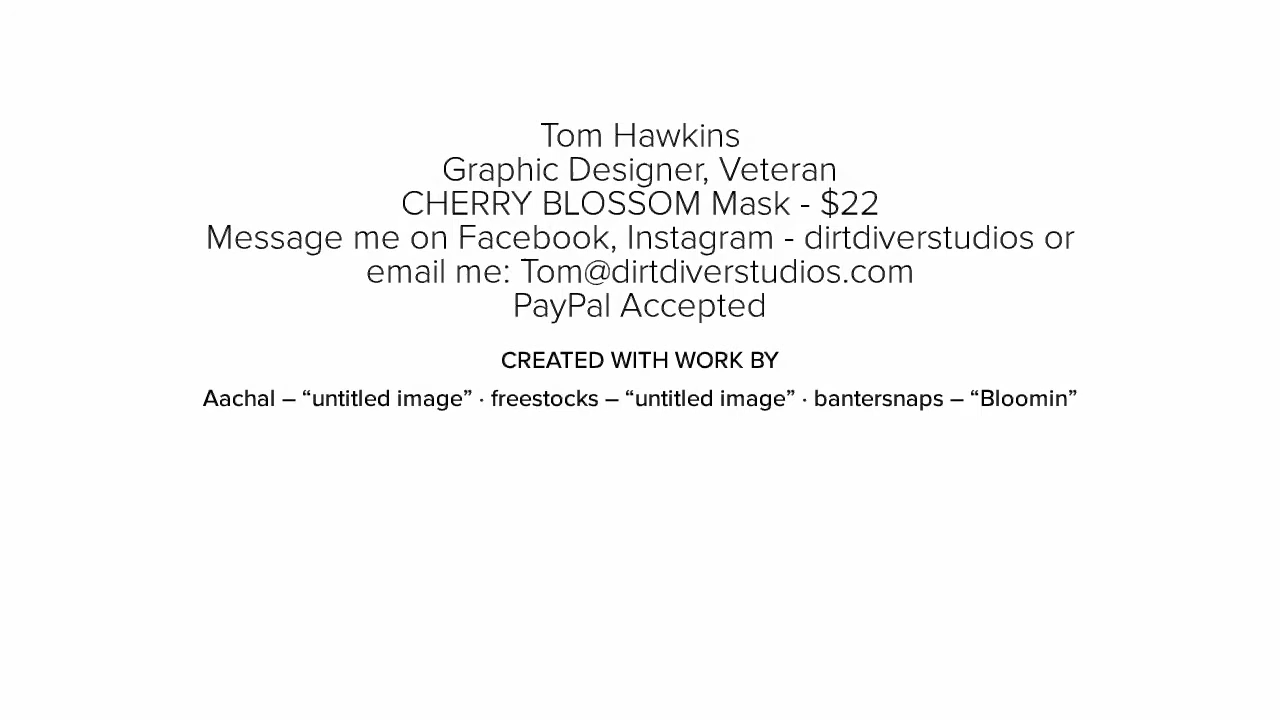 Tom Hawkins
Graphic Designer, Veteran
CHERRY BLOSSOM Mask - $22
Message me on Facebook, Instagram - dirtdiverstudios or
email me: Tom@dirtdiverstudios.com
PayPal Accepted
CREATED WITH WORK BY
Aachal – “untitled image” · freestocks – “untitled image” · bantersnaps – “Bloomin”